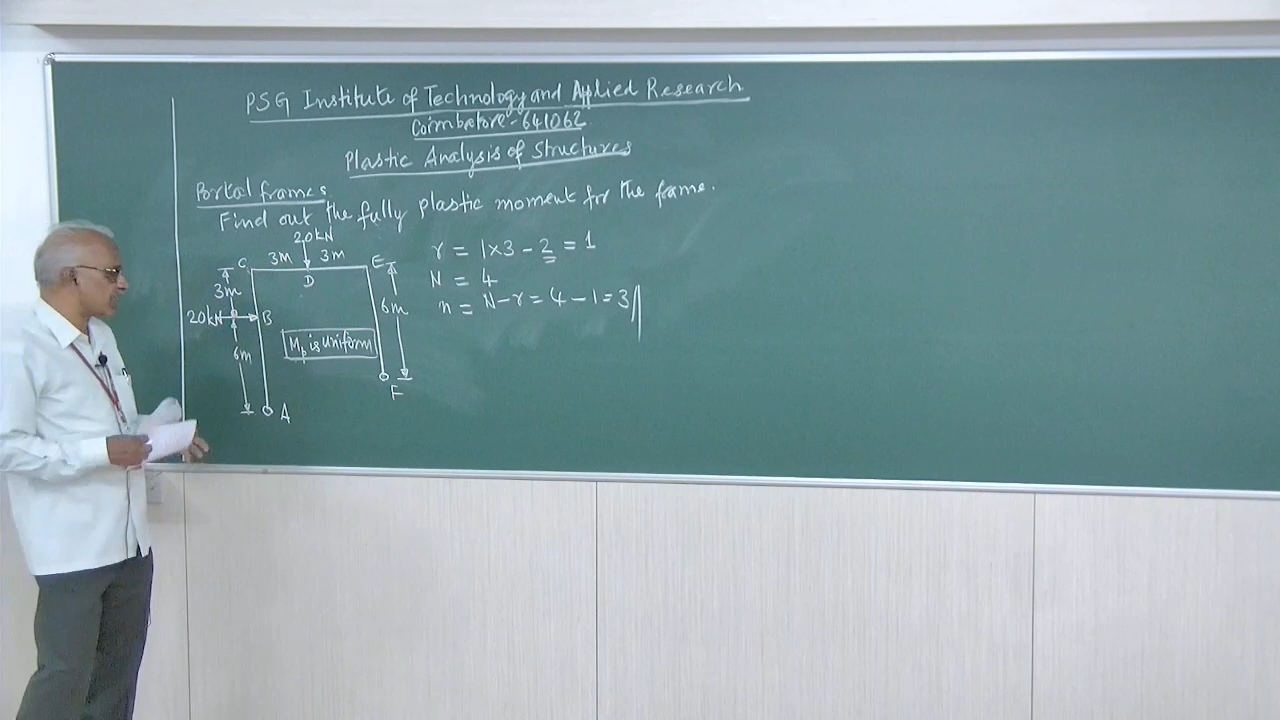 PSG Institute of Technology and Applied Research
Coimbatore-641062
Plastic Analysis of Structures
Portal frames
Find out the fully plastic moment for the frame.
20kN
3m 3m
C D E
3m
20kN B
6m
6m
Mp is uniform
A
F
r = 1×3 - 2 = 1
N = 4
n = N-r = 4-1=3//